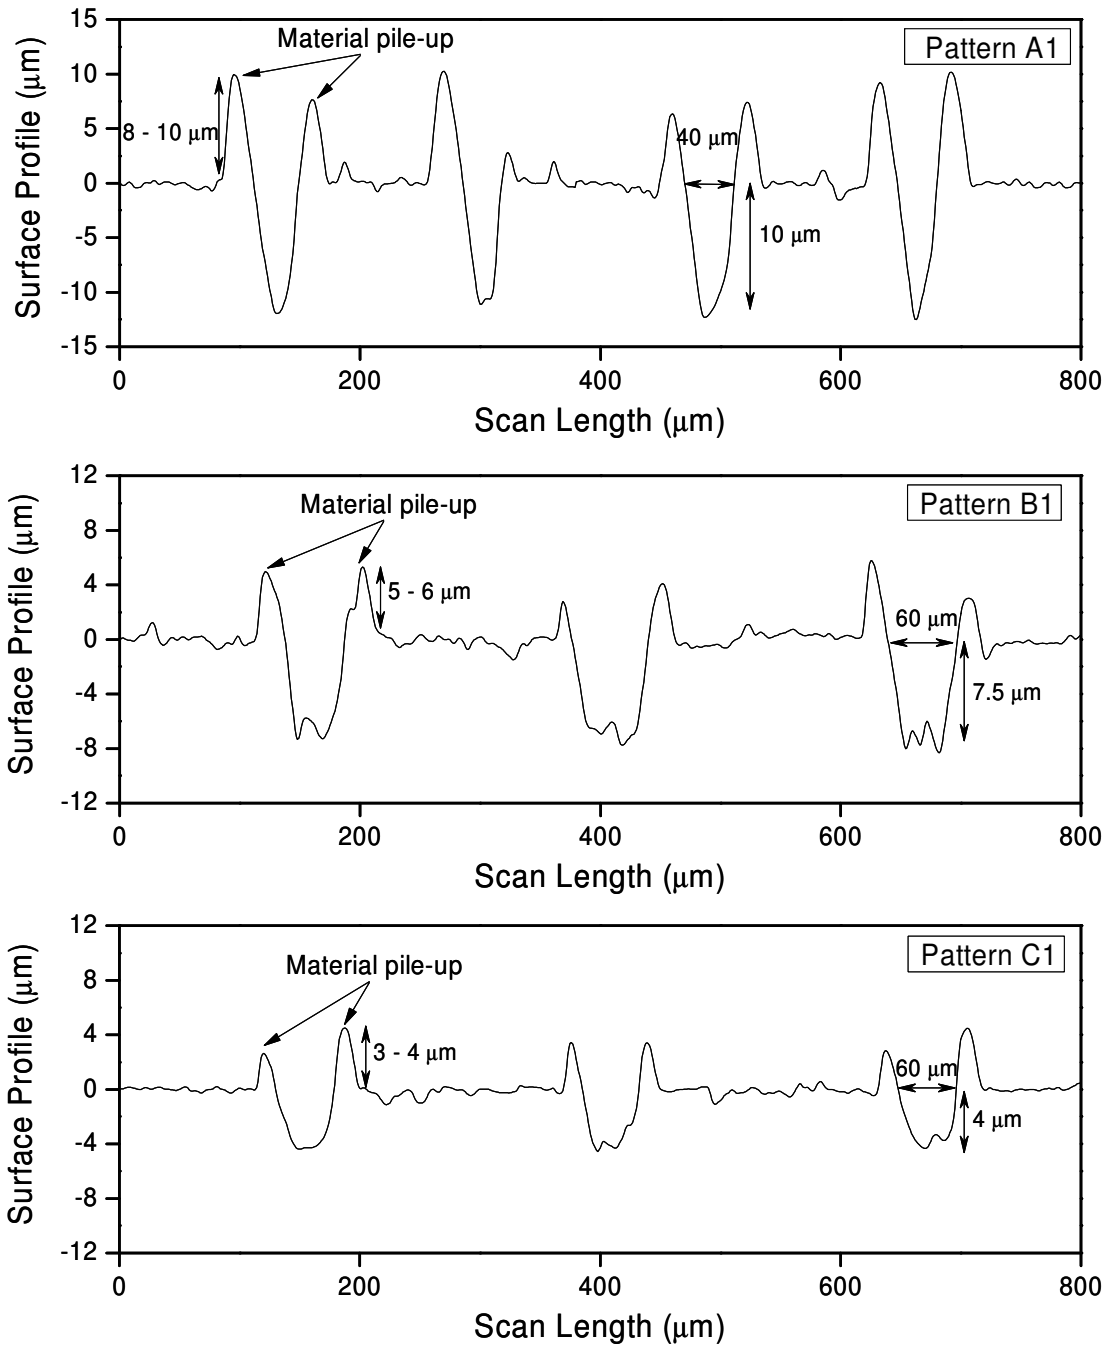 15
10
5
0
-5
-10
-15
Surface Profile (μm)
Material pile-up
Pattern A1
8 - 10 μm
40 μm
10 μm
0 200 400 600 800
Scan Length (μm)
12
8
4
0
-4
-8
-12
Surface Profile (μm)
Material pile-up
Pattern B1
5 - 6 μm
60 μm
7.5 μm
0 200 400 600 800
Scan Length (μm)
12
8
4
0
-4
-8
-12
Surface Profile (μm)
Material pile-up
Pattern C1
3 - 4 μm
60 μm
4 μm
0 200 400 600 800
Scan Length (μm)